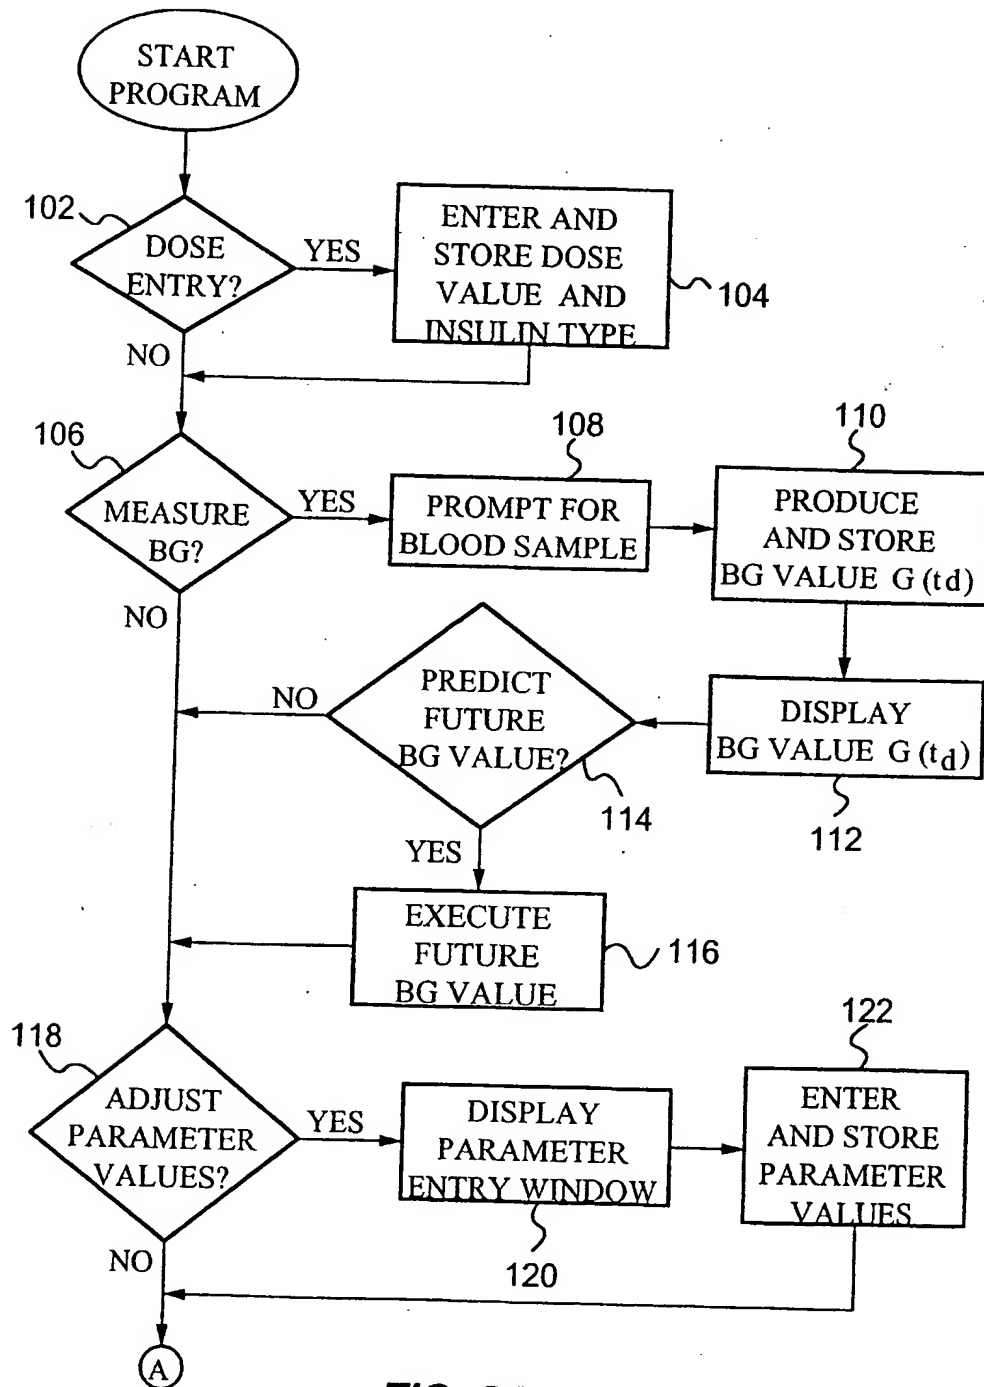 START
PROGRAM
102
DOSE
ENTRY?
YES
ENTER AND
STORE DOSE
VALUE AND
INSULIN TYPE
104
NO
106
MEASURE
BG?
YES
108
PROMPT FOR
BLOOD SAMPLE
110
PRODUCE
AND STORE
BG VALUE G (td)
NO
PREDICT
FUTURE
BG VALUE?
NO
114
DISPLAY
BG VALUE G (td)
112
YES
EXECUTE
FUTURE
BG VALUE
116
118
ADJUST
PARAMETER
VALUES?
YES
DISPLAY
PARAMETER
ENTRY WINDOW
120
122
ENTER
AND STORE
PARAMETER
VALUES
NO
A